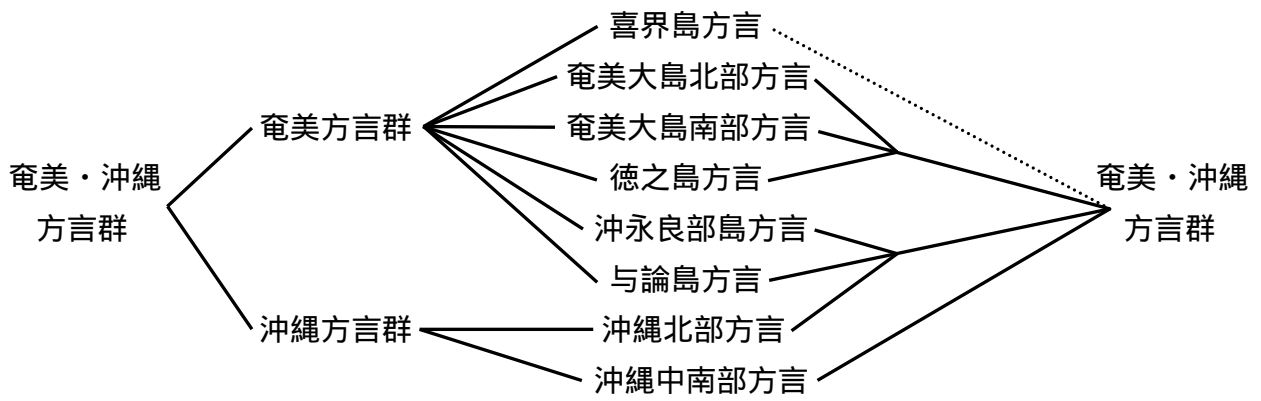 喜界島方言
奄美大島北部方言
奄美方言群
奄美大島南部方言
奄美・沖縄
方言群
徳之島方言
奄美・沖縄
方言群
沖永良部島方言
与論島方言
沖縄方言群
沖縄北部方言
沖縄中南部方言